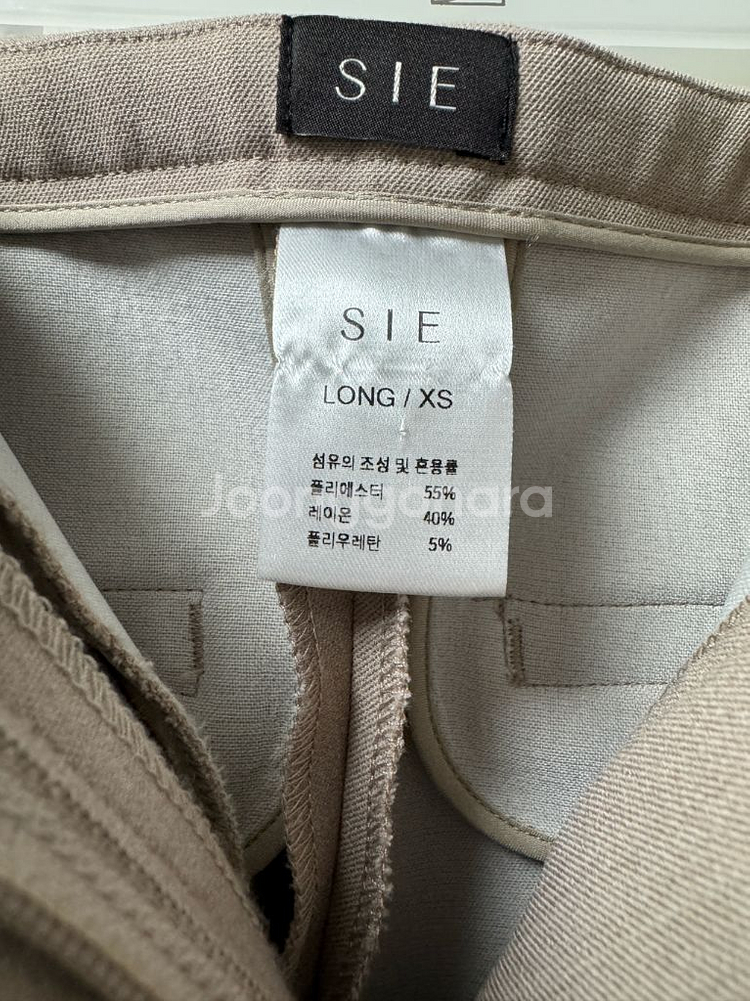 SIE
SIE
LONG / XS
섬유의 조성 및 혼용률
폴리에스터 55%
Joonggonara
레이온 40%
폴리우레탄 5%